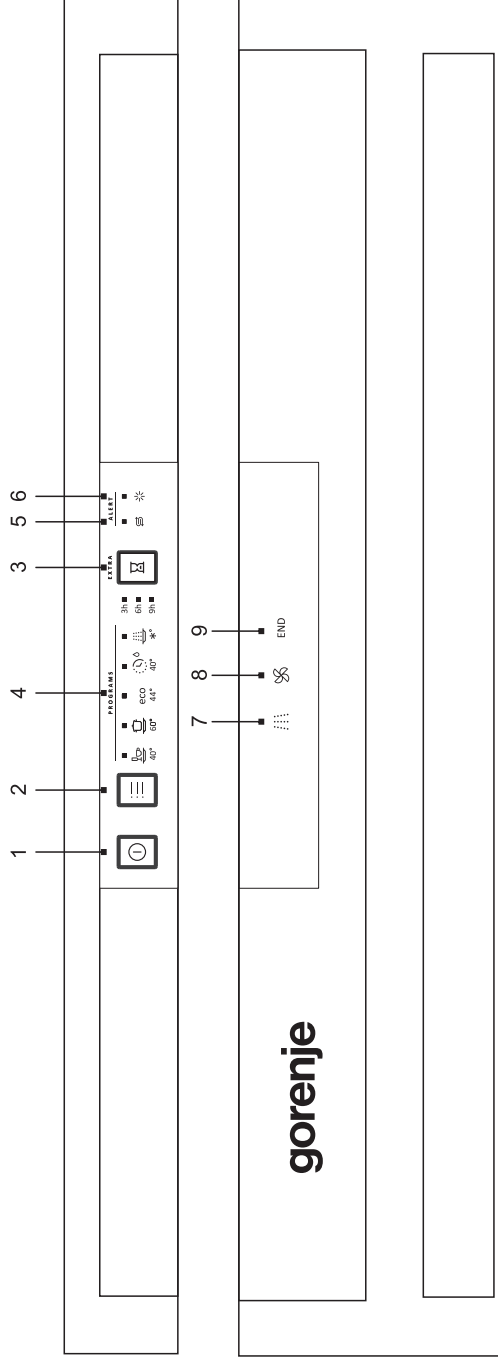 1 2 4 3 5 6
PROGRAMS EXTRA ALERT
40° 60° eco 44° 40° *°
3h
6h
9h
7 8 9
END
gorenje